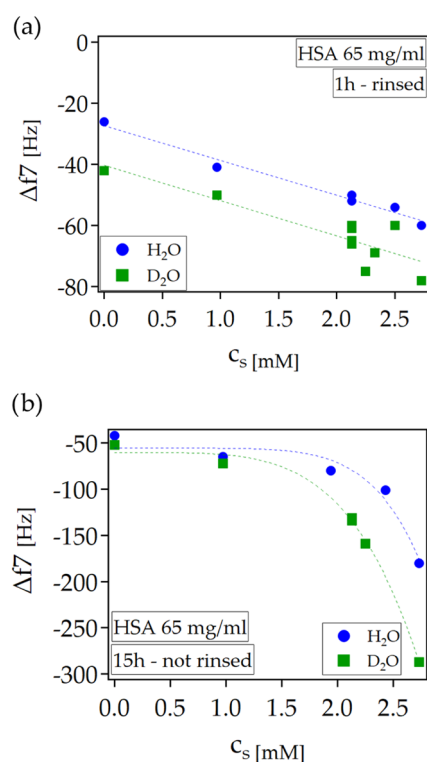 (a)
0
-20
-40
-60
-80
Δf7 [Hz]
HSA 65 mg/ml
1h - rinsed
H₂O
D₂O
0.0 0.5 1.0 1.5 2.0 2.5
cₛ [mM]
(b)
-50
-100
-150
-200
-250
-300
Δf7 [Hz]
HSA 65 mg/ml
15h - not rinsed
H₂O
D₂O
0.0 0.5 1.0 1.5 2.0 2.5
cₛ [mM]